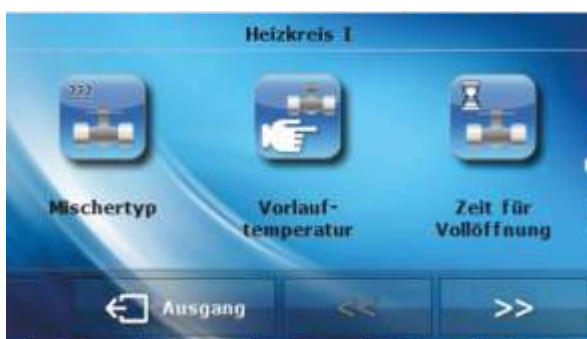 Heizkreis I
???
Mischertyp
Vorlauf-
temperatur
Zeit für
Vollöffnung
Ausgang
<<
>>